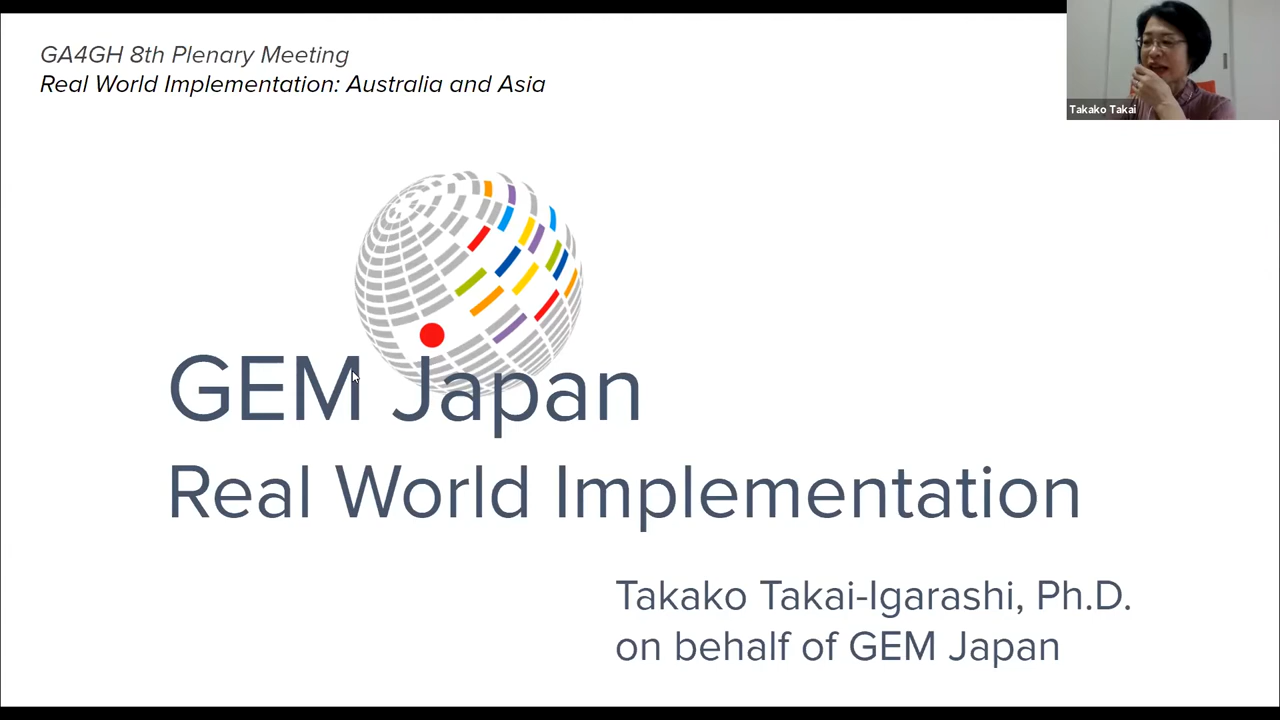 GA4GH 8th Plenary Meeting
Real World Implementation: Australia and Asia
Takako Takai
GEM Japan
Real World Implementation
Takako Takai-Igarashi, Ph.D.
on behalf of GEM Japan